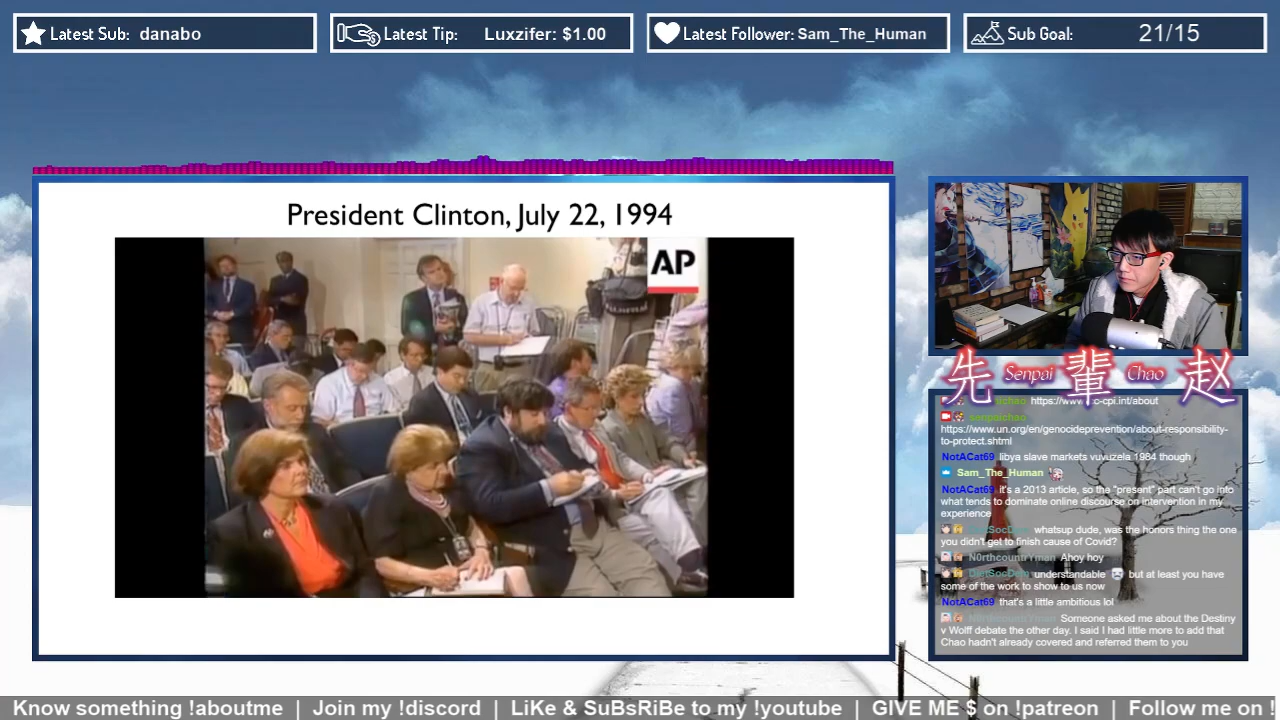 Latest Sub: danabo
Latest Tip: Luxzifer: $1.00
Latest Follower: Sam_The_Human
Sub Goal: 21/15
President Clinton, July 22, 1994
AP
先 Senpai 輩 Chao 赵
-cpi.int/about
senpaichao
https://www.un.org/en/genocideprevention/about-responsibility-
to-protect.shtml
NotACat69 libya slave markets vuvuzela 1984 though
Sam_The_Human
NotACat69 it's a 2013 article, so the "present" part can't go into
what tends to dominate online discourse on intervention in my
experience
DietSocDem whatsup dude, was the honors thing the one
you didn't get to finish cause of Covid?
N0rthcountrYman Ahoy hoy
DietSocDem understandable but at least you have
some of the work to show to us now
NotACat69 that's a little ambitious lol
N0rthcountrYman Someone asked me about the Destiny
v Wolff debate the other day. I said I had little more to add that
Chao hadn't already covered and referred them to you
Know something !aboutme | Join my !discord | LiKe & SuBsRiBe to my !youtube | GIVE ME $ on !patreon | Follow me on !